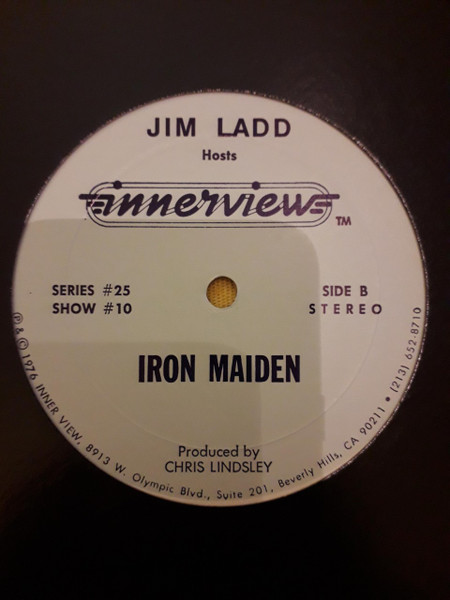 JIM LADD
Hosts
innerview
TM
SERIES #25
SHOW #10
SIDE B
STEREO
IRON MAIDEN
Produced by
CHRIS LINDSLEY
℗ & © 1976 INNER VIEW, 8913 W. Olympic Blvd., Suite 201, Beverly Hills, CA 90211 • (213) 652-8710